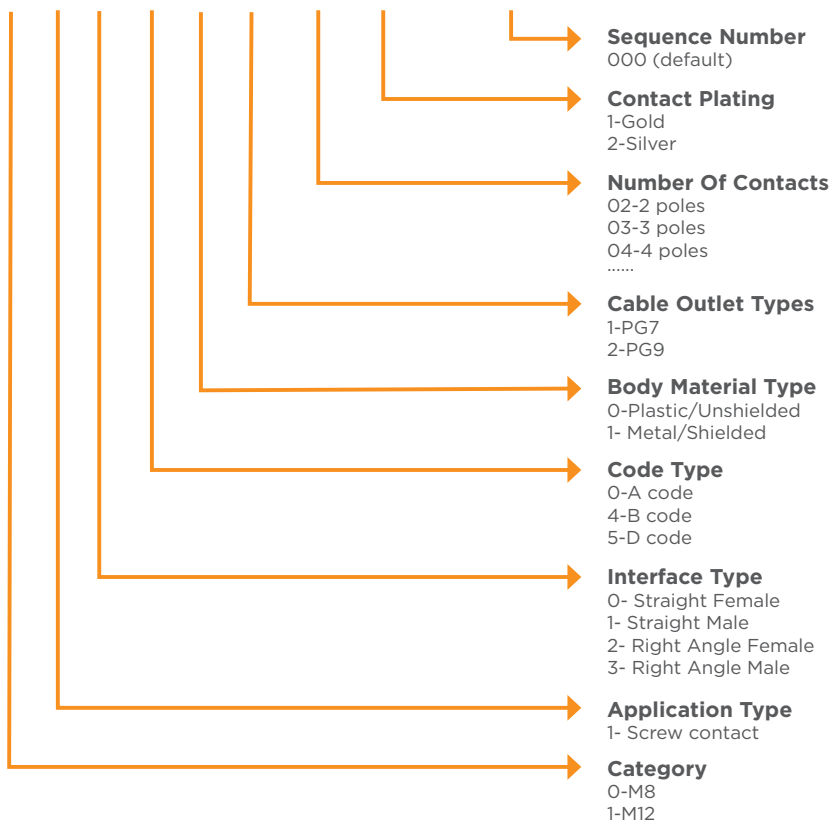 Sequence Number
000 (default)
Contact Plating
1-Gold
2-Silver
Number Of Contacts
02-2 poles
03-3 poles
04-4 poles
......
Cable Outlet Types
1-PG7
2-PG9
Body Material Type
0-Plastic/Unshielded
1- Metal/Shielded
Code Type
0-A code
4-B code
5-D code
Interface Type
0- Straight Female
1- Straight Male
2- Right Angle Female
3- Right Angle Male
Application Type
1- Screw contact
Category
0-M8
1-M12